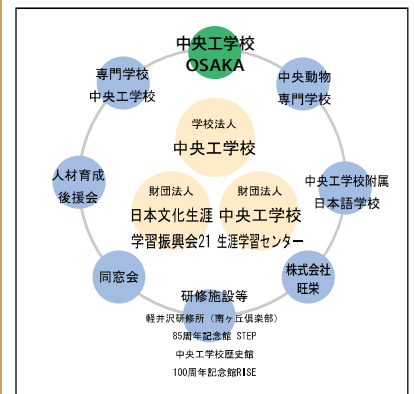 中央工学校
OSAKA
専門学校
中央工学校
中央動物
専門学校
学校法人
中央工学校
人材育成
後援会
財団法人
日本文化生涯
学習振興会21
財団法人
中央工学校
生涯学習センター
中央工学校附属
日本語学校
同窓会
株式会社
旺栄
研修施設等
軽井沢研修所（南ヶ丘倶楽部）
85周年記念館 STEP
中央工学校歴史館
100周年記念館RISE